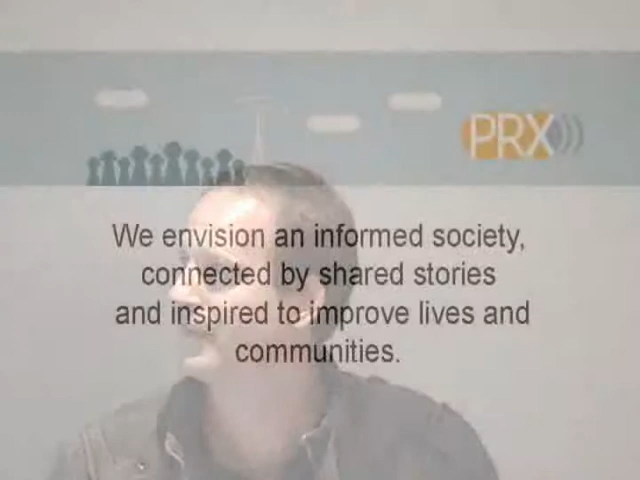 PRX
We envision an informed society,
connected by shared stories
and inspired to improve lives and
communities.